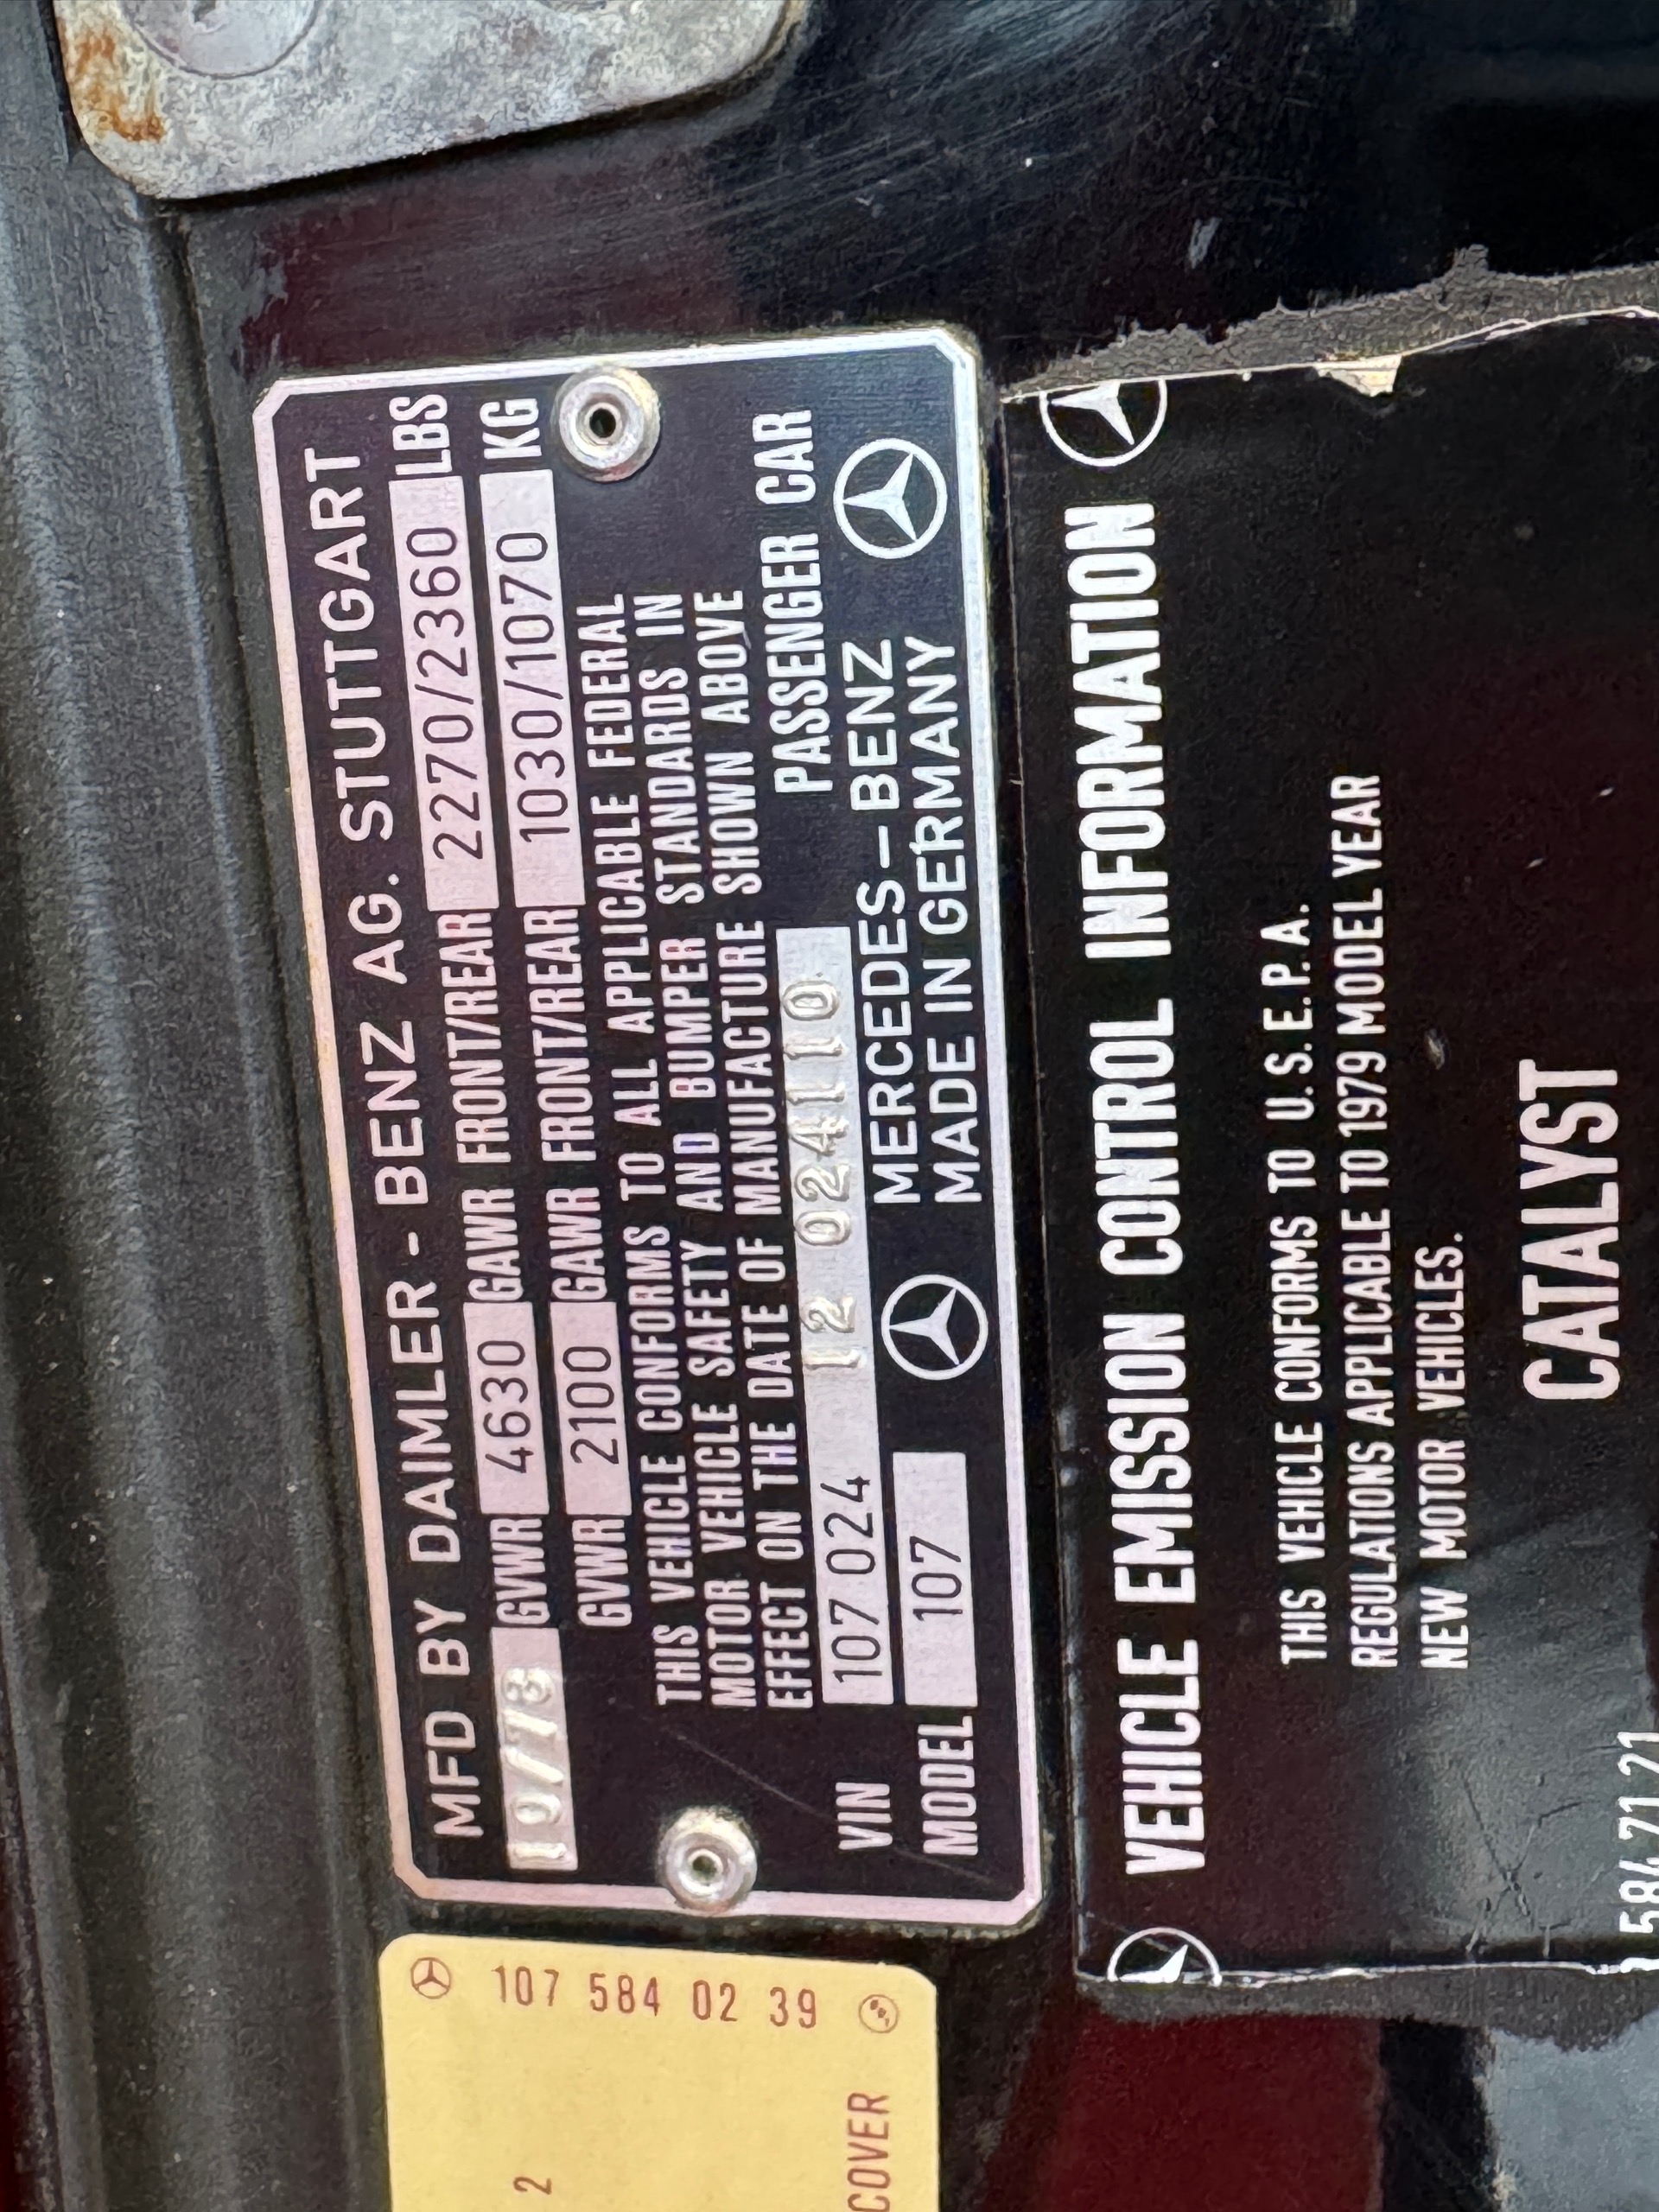 MFD BY DAIMLER - BENZ AG. STUTTGART
10/78 GVWR 4630 GAWR FRONT/REAR 2270/2360 LBS
GVWR 2100 GAWR FRONT/REAR 1030/1070 KG
THIS VEHICLE CONFORMS TO ALL APPLICABLE FEDERAL
MOTOR VEHICLE SAFETY AND BUMPER STANDARDS IN
EFFECT ON THE DATE OF MANUFACTURE SHOWN ABOVE
VIN 107 024 12 024110 PASSENGER CAR
MODEL 107 MERCEDES-BENZ
MADE IN GERMANY
VEHICLE EMISSION CONTROL INFORMATION
THIS VEHICLE CONFORMS TO U.S.E.P.A.
REGULATIONS APPLICABLE TO 1979 MODEL YEAR
NEW MOTOR VEHICLES.
CATALYST
584 71 21
107 584 02 39
2
COVER